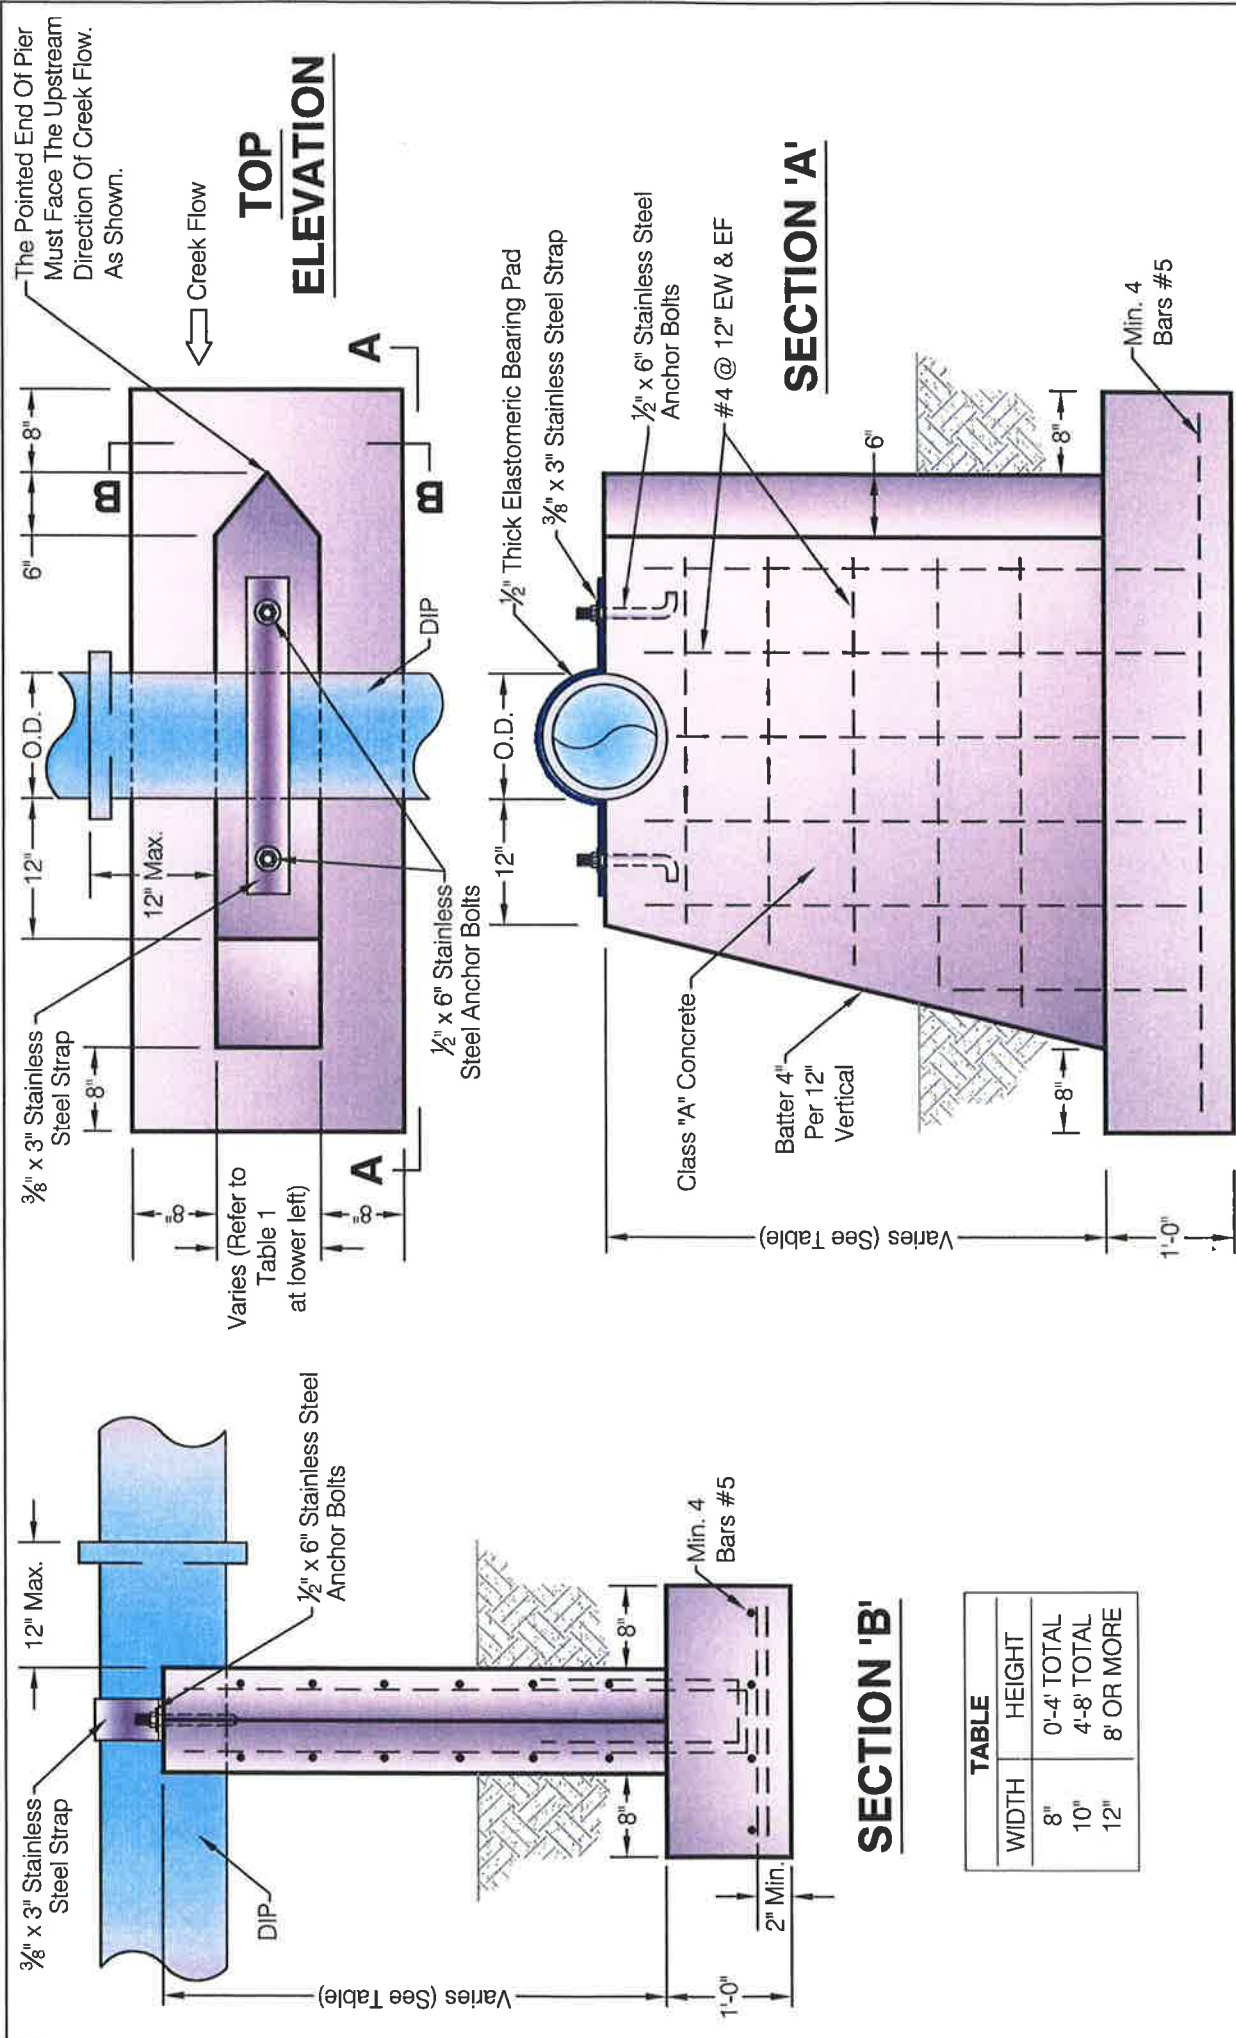 3/8" x 3" Stainless
Steel Strap
12" Max.
DIP
1/2" x 6" Stainless Steel
Anchor Bolts
8"
8"
Min. 4
Bars #5
2" Min.
1'-0"
Varies (See Table)
SECTION 'B'
TABLE
WIDTH HEIGHT
8" 0'-4' TOTAL
10" 4'-8' TOTAL
12" 8' OR MORE
3/8" x 3" Stainless
Steel Strap
8"
12"
O.D.
6"
8"
12" Max.
The Pointed End Of Pier
Must Face The Upstream
Direction Of Creek Flow.
As Shown.
Creek Flow
TOP
ELEVATION
8"
Varies (Refer to
Table 1
at lower left)
8"
A
A
B
B
DIP
1/2" x 6" Stainless
Steel Anchor Bolts
12"
O.D.
1/2" Thick Elastomeric Bearing Pad
3/8" x 3" Stainless Steel Strap
1/2" x 6" Stainless Steel
Anchor Bolts
#4 @ 12" EW & EF
6"
Class "A" Concrete
Batter 4"
Per 12"
Vertical
8"
8"
Min. 4
Bars #5
Varies (See Table)
1'-0"
SECTION 'A'